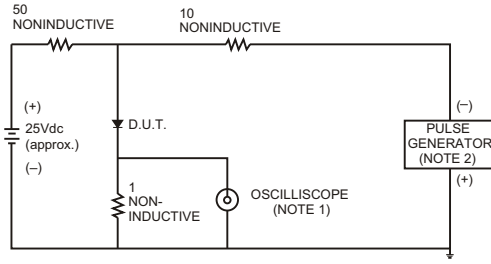 50
NONINDUCTIVE
10
NONINDUCTIVE
(+)
25Vdc
(approx.)
(–)
D.U.T.
1
NON-
INDUCTIVE
OSCILLISCOPE
(NOTE 1)
(–)
PULSE
GENERATOR
(NOTE 2)
(+)